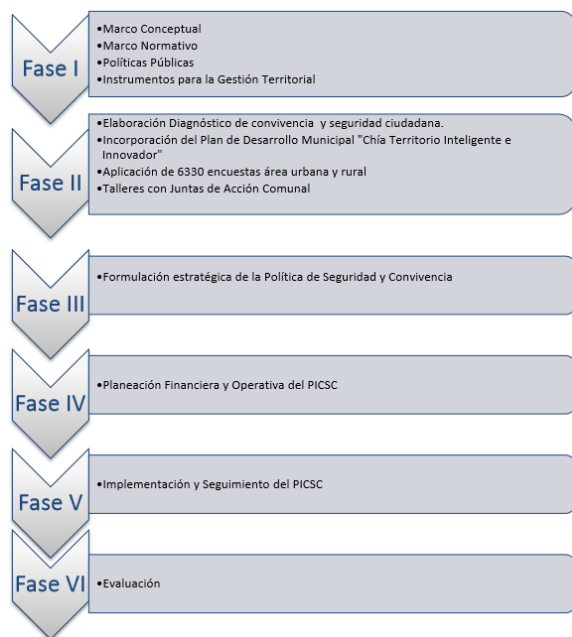 Fase I
•Marco Conceptual
•Marco Normativo
•Políticas Públicas
•Instrumentos para la Gestión Territorial
Fase II
•Elaboración Diagnóstico de convivencia y seguridad ciudadana.
•Incorporación del Plan de Desarrollo Municipal "Chía Territorio Inteligente e
Innovador"
•Aplicación de 6330 encuestas área urbana y rural
•Talleres con Juntas de Acción Comunal
Fase III
•Formulación estratégica de la Política de Seguridad y Convivencia
Fase IV
•Planeación Financiera y Operativa del PICSC
Fase V
•Implementación y Seguimiento del PICSC
Fase VI
•Evaluación